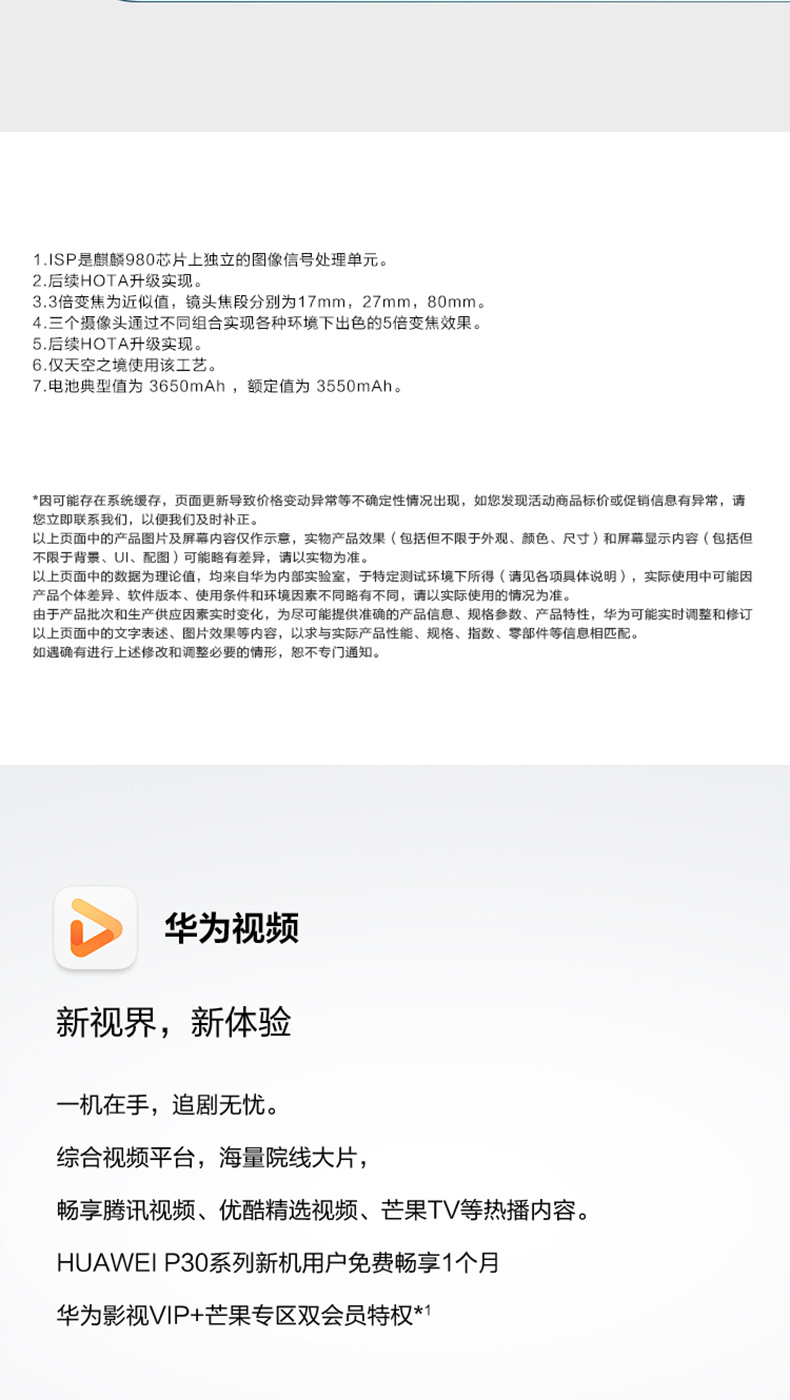 1.ISP是麒麟980芯片上独立的图像信号处理单元。
2.后续HOTA升级实现。
3.3倍变焦为近似值，镜头焦段分别为17mm，27mm，80mm。
4.三个摄像头通过不同组合实现各种环境下出色的5倍变焦效果。
5.后续HOTA升级实现。
6.仅天空之境使用该工艺。
7.电池典型值为 3650mAh ，额定值为 3550mAh。
*因可能存在系统缓存，页面更新导致价格变动异常等不确定性情况出现，如您发现活动商品标价或促销信息有异常，请
您立即联系我们，以便我们及时补正。
以上页面中的产品图片及屏幕内容仅作示意，实物产品效果（包括但不限于外观、颜色、尺寸）和屏幕显示内容（包括但
不限于背景、UI、配图）可能略有差异，请以实物为准。
以上页面中的数据为理论值，均来自华为内部实验室，于特定测试环境下所得（请见各项具体说明），实际使用中可能因
产品个体差异、软件版本、使用条件和环境因素不同略有不同，请以实际使用的情况为准。
由于产品批次和生产供应因素实时变化，为尽可能提供准确的产品信息、规格参数、产品特性，华为可能实时调整和修订
以上页面中的文字表述、图片效果等内容，以求与实际产品性能、规格、指数、零部件等信息相匹配。
如遇确有进行上述修改和调整必要的情形，恕不专门通知。
华为视频
新视界，新体验
一机在手，追剧无忧。
综合视频平台，海量院线大片，
畅享腾讯视频、优酷精选视频、芒果TV等热播内容。
HUAWEI P30系列新机用户免费畅享1个月
华为影视VIP+芒果专区双会员特权*1